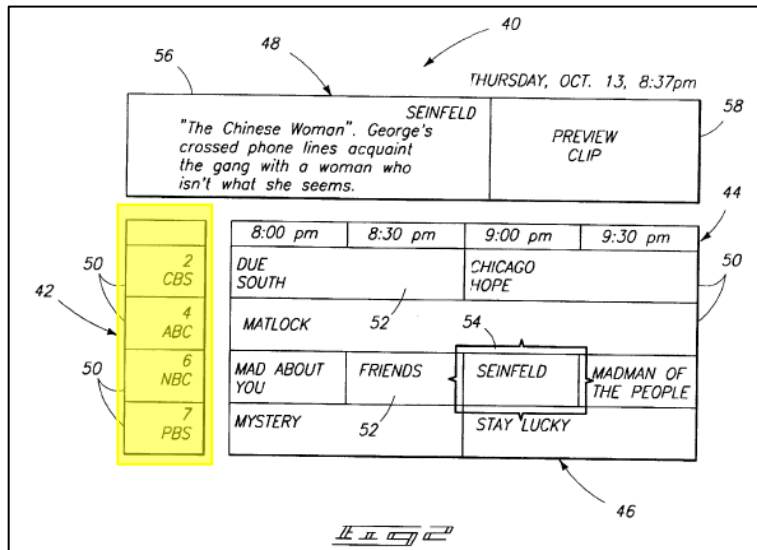 40
56
48
THURSDAY, OCT. 13, 8:37pm
SEINFELD
"The Chinese Woman". George's
crossed phone lines acquaint
the gang with a woman who
isn't what she seems.
PREVIEW
CLIP
58
44
8:00 pm 8:30 pm 9:00 pm 9:30 pm
50
2
CBS
DUE
SOUTH
52
CHICAGO
HOPE
50
42
4
ABC
MATLOCK
54
50
6
NBC
MAD ABOUT
YOU
FRIENDS
SEINFELD
MADMAN OF
THE PEOPLE
7
PBS
MYSTERY
52
STAY LUCKY
46
Fig 2